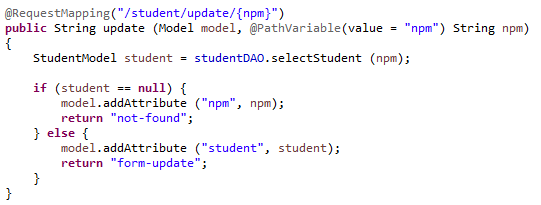 @RequestMapping("/student/update/{npm}")
public String update (Model model, @PathVariable(value = "npm") String npm)
{
    StudentModel student = studentDAO.selectStudent (npm);

    if (student == null) {
        model.addAttribute ("npm", npm);
        return "not-found";
    } else {
        model.addAttribute ("student", student);
        return "form-update";
    }
}